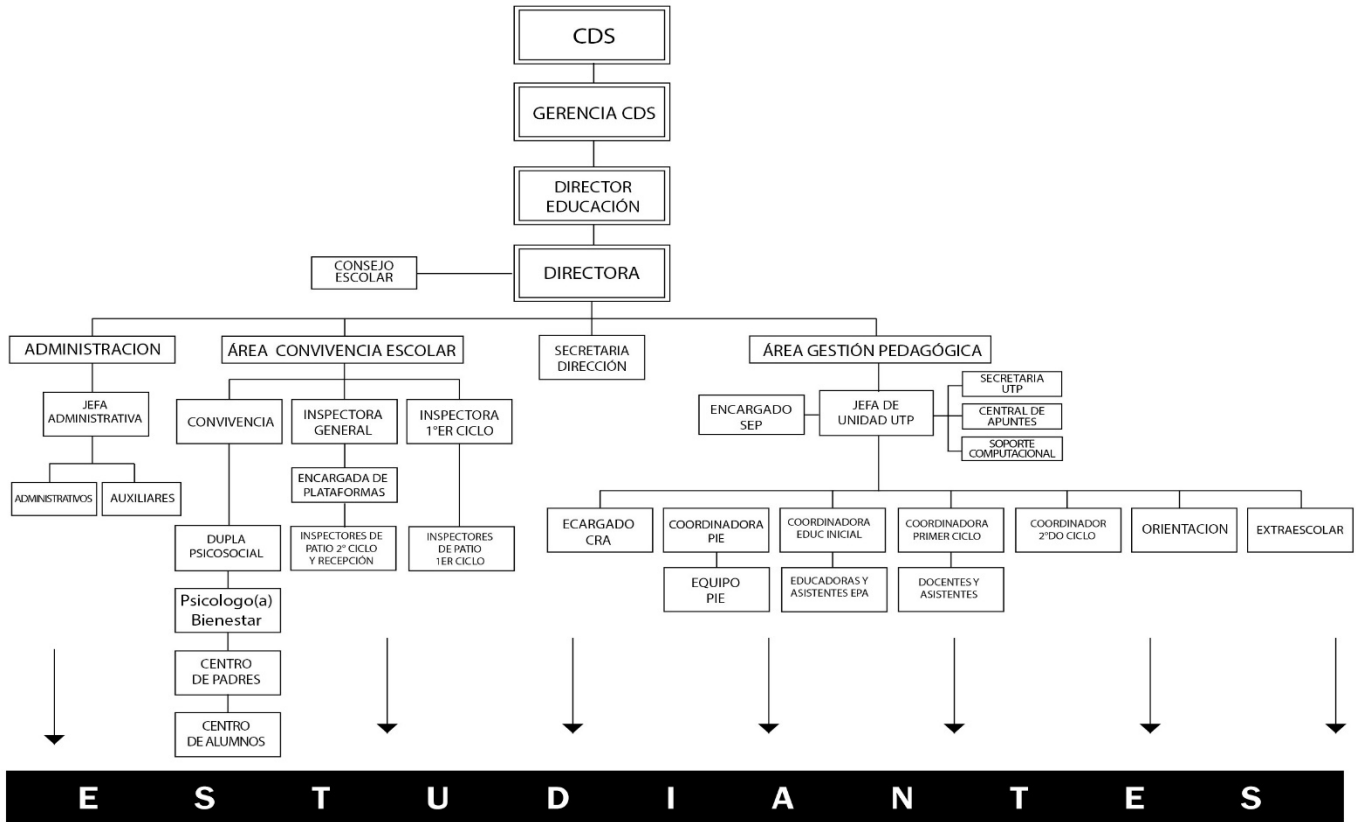 CDS
GERENCIA CDS
DIRECTOR
EDUCACIÓN
CONSEJO
ESCOLAR
DIRECTORA
ADMINISTRACION
ÁREA CONVIVENCIA ESCOLAR
SECRETARIA
DIRECCIÓN
ÁREA GESTIÓN PEDAGÓGICA
JEFA
ADMINISTRATIVA
CONVIVENCIA
INSPECTORA
GENERAL
INSPECTORA
1°ER CICLO
ENCARGADO
SEP
JEFA DE
UNIDAD UTP
SECRETARIA
UTP
CENTRAL DE
APUNTES
SOPORTE
COMPUTACIONAL
ADMINISTRATIVOS
AUXILIARES
ENCARGADA DE
PLATAFORMAS
DUPLA
PSICOSOCIAL
INSPECTORES DE
PATIO 2° CICLO
Y RECEPCIÓN
INSPECTORES
DE PATIO
1ER CICLO
ECARGADO
CRA
COORDINADORA
PIE
COORDINADORA
EDUC INICIAL
COORDINADORA
PRIMER CICLO
COORDINADOR
2°DO CICLO
ORIENTACION
EXTRAESCOLAR
EQUIPO
PIE
EDUCADORAS Y
ASISTENTES EPA
DOCENTES Y
ASISTENTES
Psicologo(a)
Bienestar
CENTRO
DE PADRES
CENTRO
DE ALUMNOS
E S T U D I A N T E S